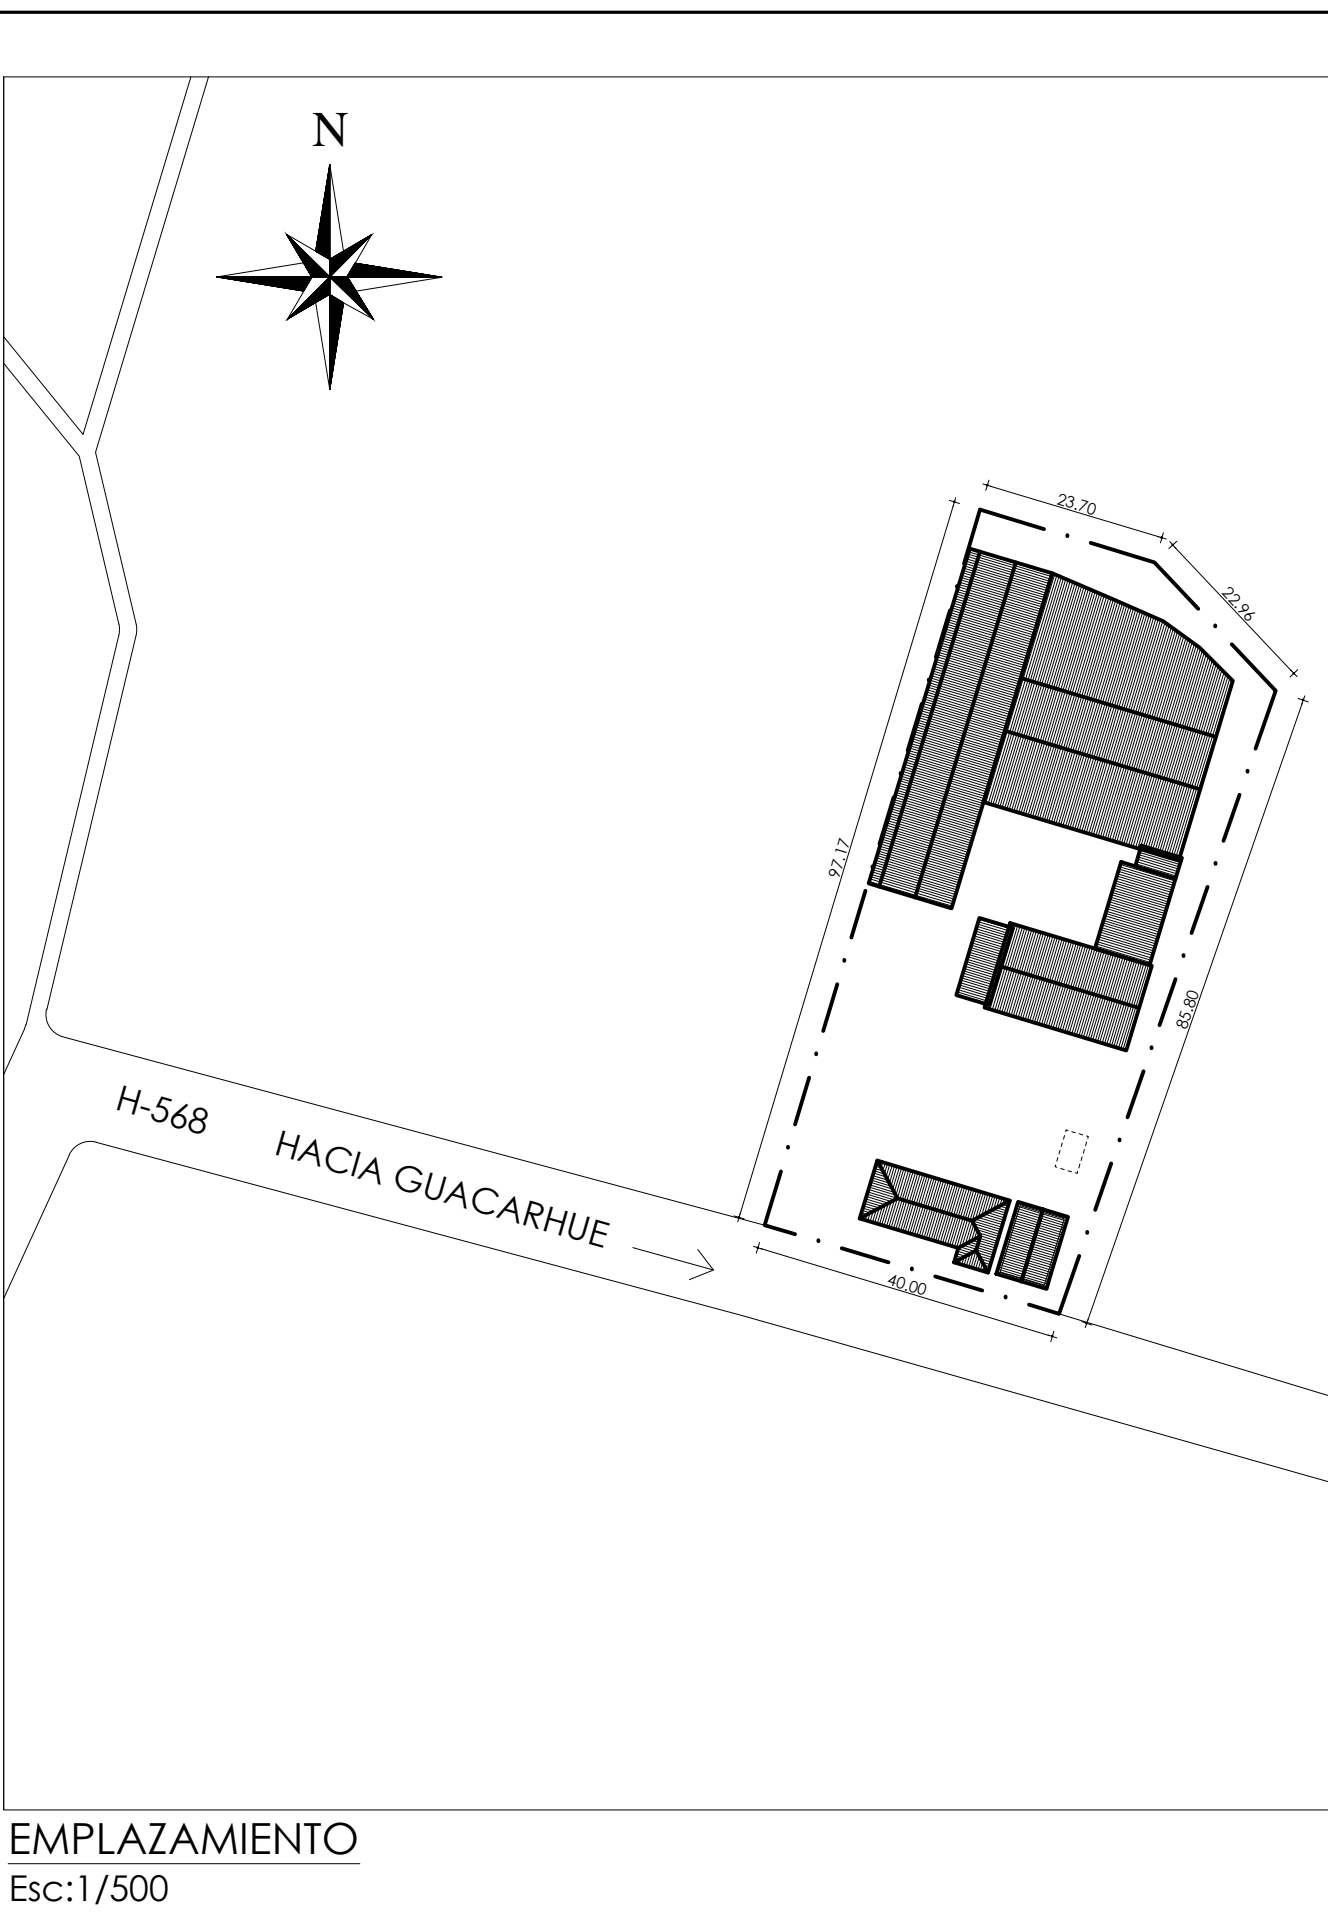 N
23.70
22.96
97.17
85.80
H-568 HACIA GUACARHUE
40.00
EMPLAZAMIENTO
Esc:1/500